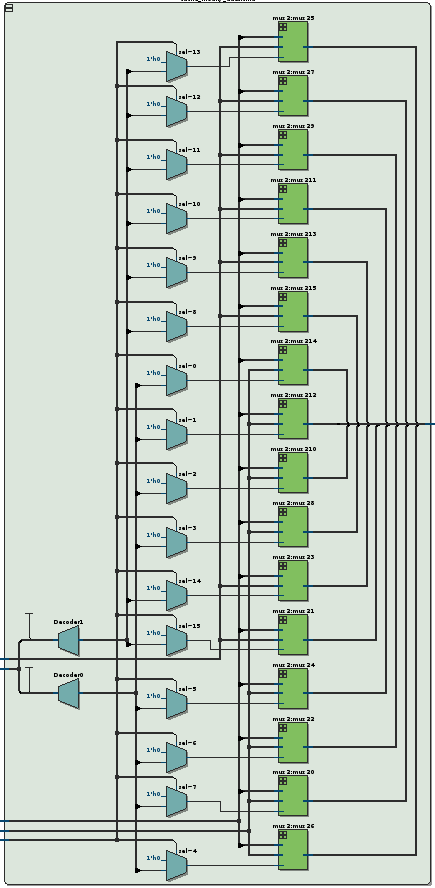 mux 2:mux 25
sel~13
1'h0
mux 2:mux 27
sel~12
1'h0
mux 2:mux 29
sel~11
1'h0
mux 2:mux 211
sel~10
1'h0
mux 2:mux 213
sel~9
1'h0
mux 2:mux 215
sel~8
1'h0
mux 2:mux 214
sel~0
1'h0
mux 2:mux 212
sel~1
1'h0
mux 2:mux 210
sel~2
1'h0
mux 2:mux 28
sel~3
1'h0
mux 2:mux 23
sel~14
1'h0
mux 2:mux 21
Decoder1
sel~15
1'h0
mux 2:mux 24
Decoder0
sel~5
1'h0
mux 2:mux 22
sel~6
1'h0
mux 2:mux 20
sel~7
1'h0
mux 2:mux 26
sel~4
1'h0